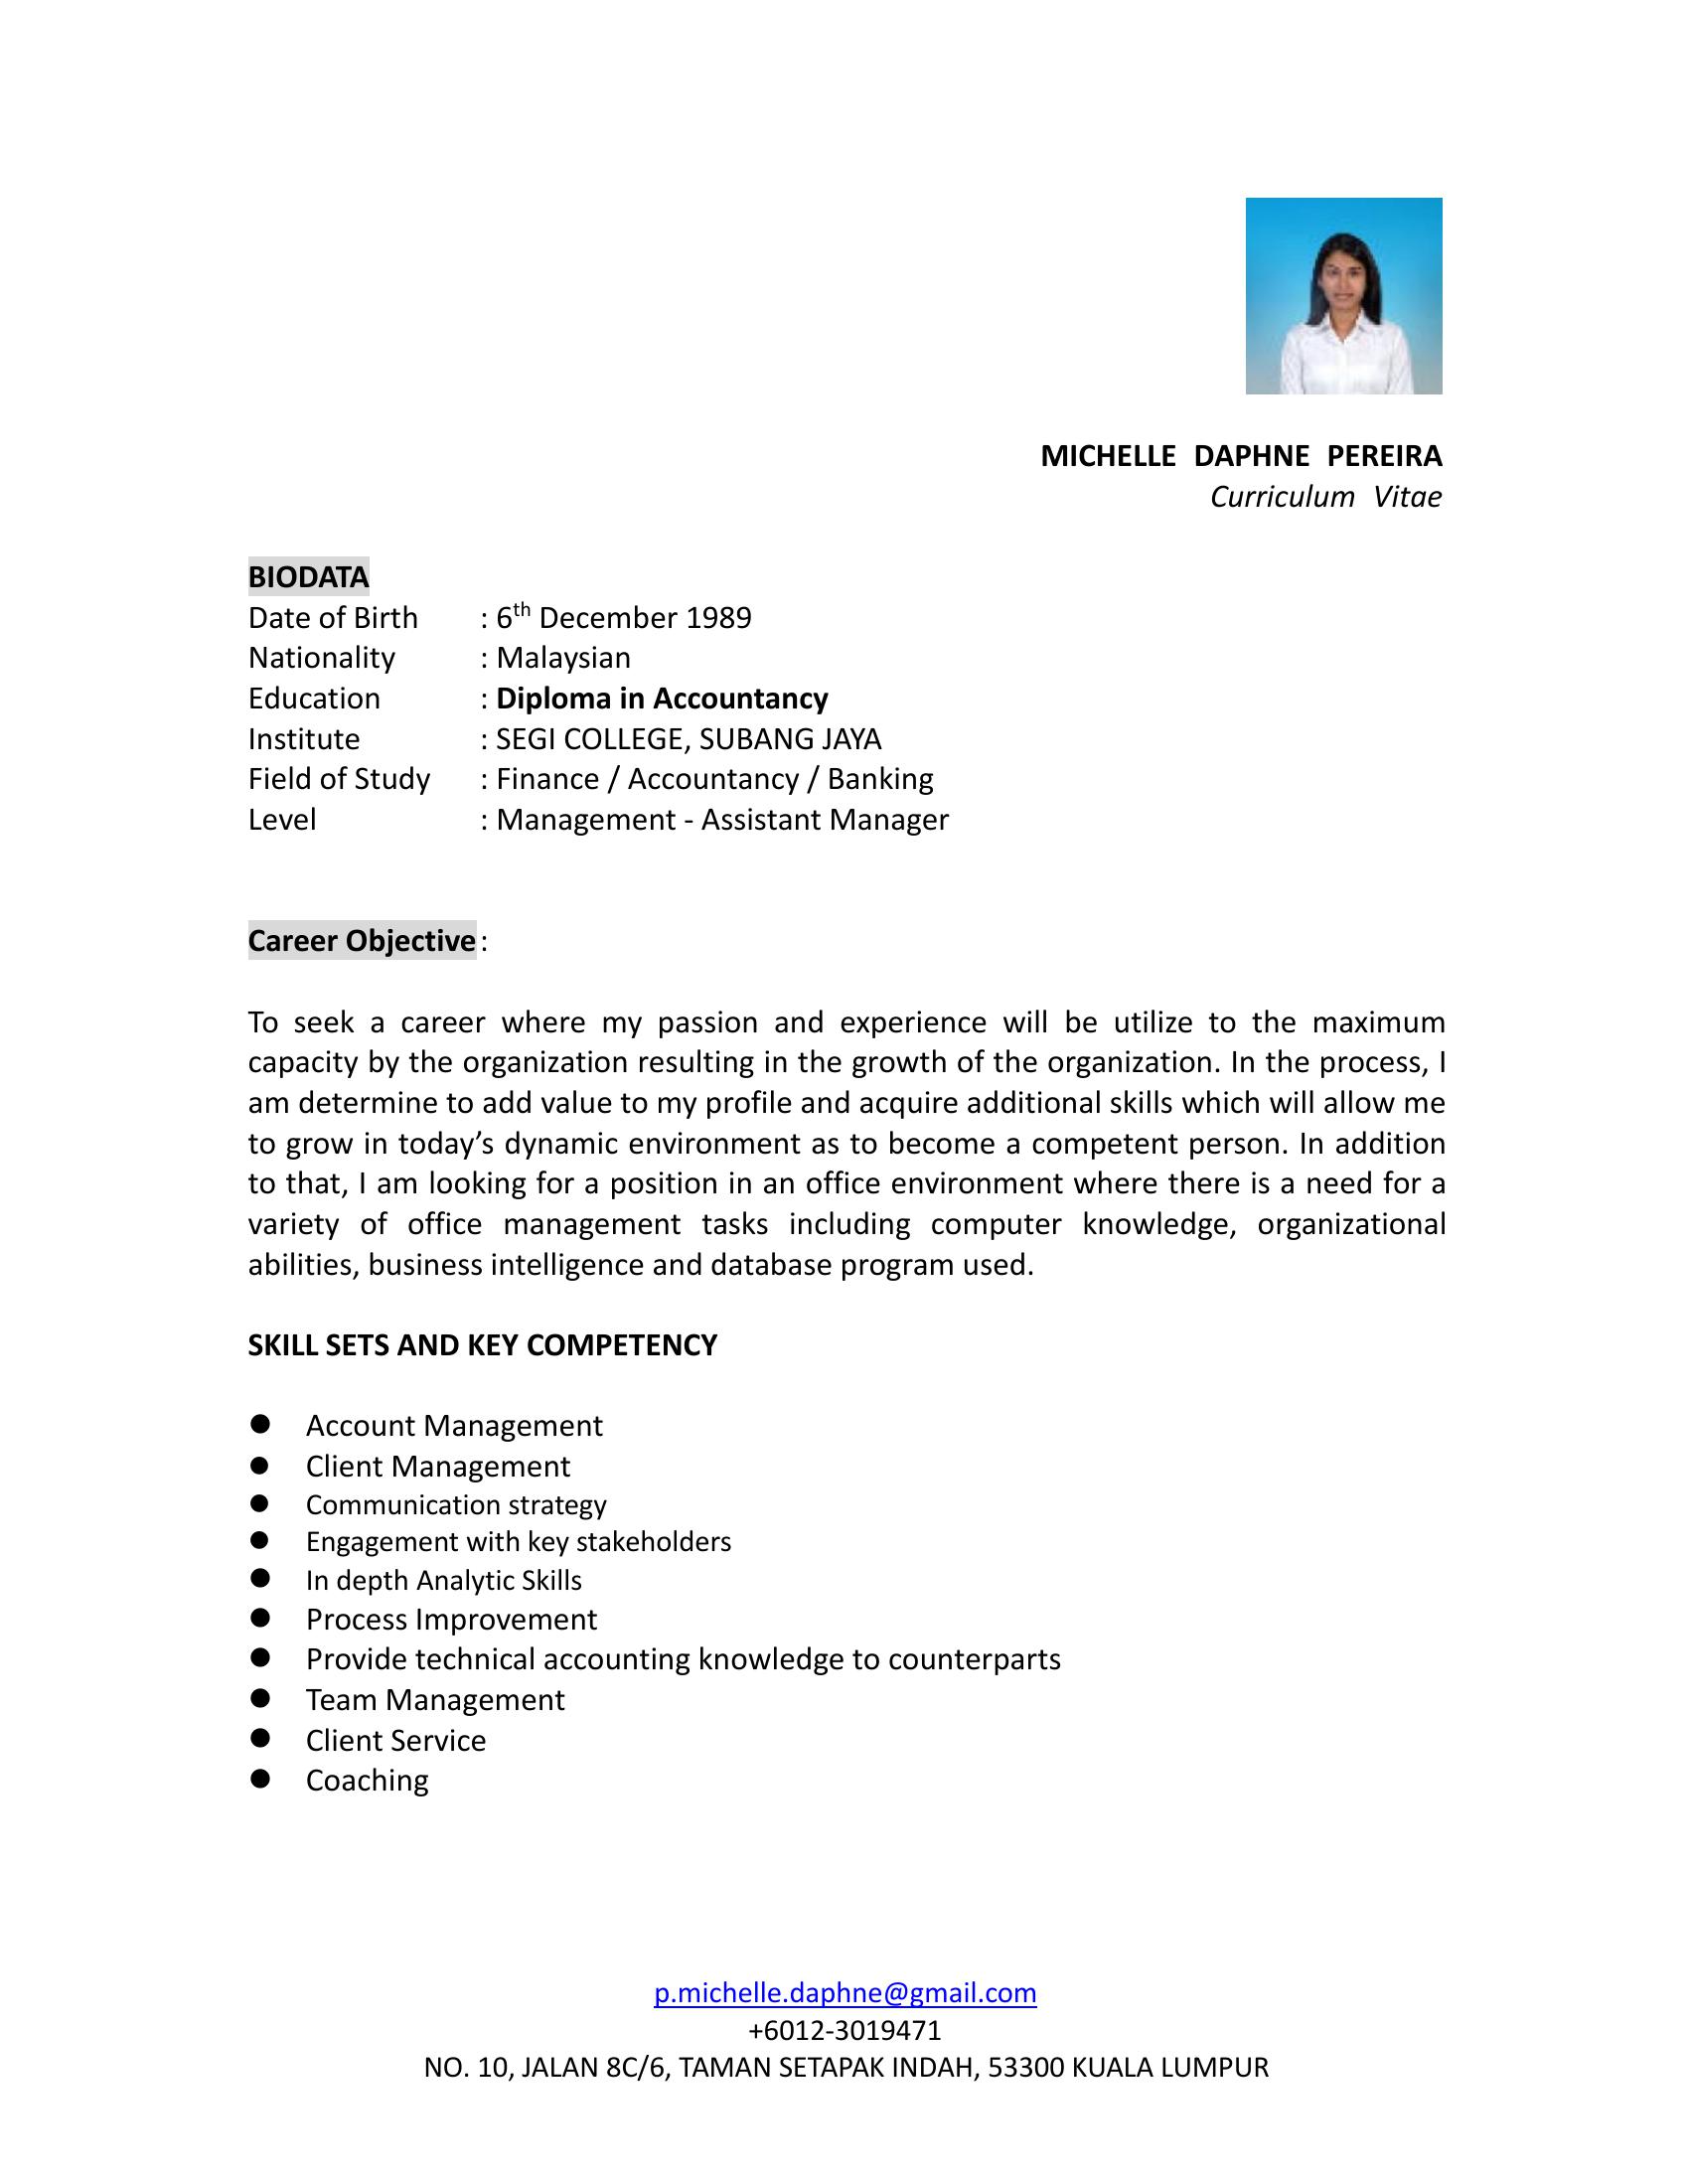 MICHELLE DAPHNE PEREIRA
Curriculum Vitae
BIODATA
Date of Birth : 6th December 1989
Nationality : Malaysian
Education : Diploma in Accountancy
Institute : SEGI COLLEGE, SUBANG JAYA
Field of Study : Finance / Accountancy / Banking
Level : Management - Assistant Manager
Career Objective :
To seek a career where my passion and experience will be utilize to the maximum
capacity by the organization resulting in the growth of the organization. In the process, I
am determine to add value to my profile and acquire additional skills which will allow me
to grow in today’s dynamic environment as to become a competent person. In addition
to that, I am looking for a position in an office environment where there is a need for a
variety of office management tasks including computer knowledge, organizational
abilities, business intelligence and database program used.
SKILL SETS AND KEY COMPETENCY
● Account Management
● Client Management
● Communication strategy
● Engagement with key stakeholders
● In depth Analytic Skills
● Process Improvement
● Provide technical accounting knowledge to counterparts
● Team Management
● Client Service
● Coaching
p.michelle.daphne@gmail.com
+6012-3019471
NO. 10, JALAN 8C/6, TAMAN SETAPAK INDAH, 53300 KUALA LUMPUR